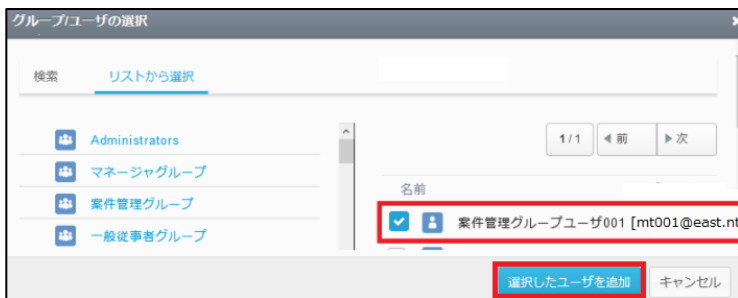 グループ/ユーザの選択
検索 リストから選択
Administrators
マネージャグループ
案件管理グループ
一般従事者グループ
1/1 前 次
名前
案件管理グループユーザ001 [mt001@east.nt
選択したユーザを追加 キャンセル